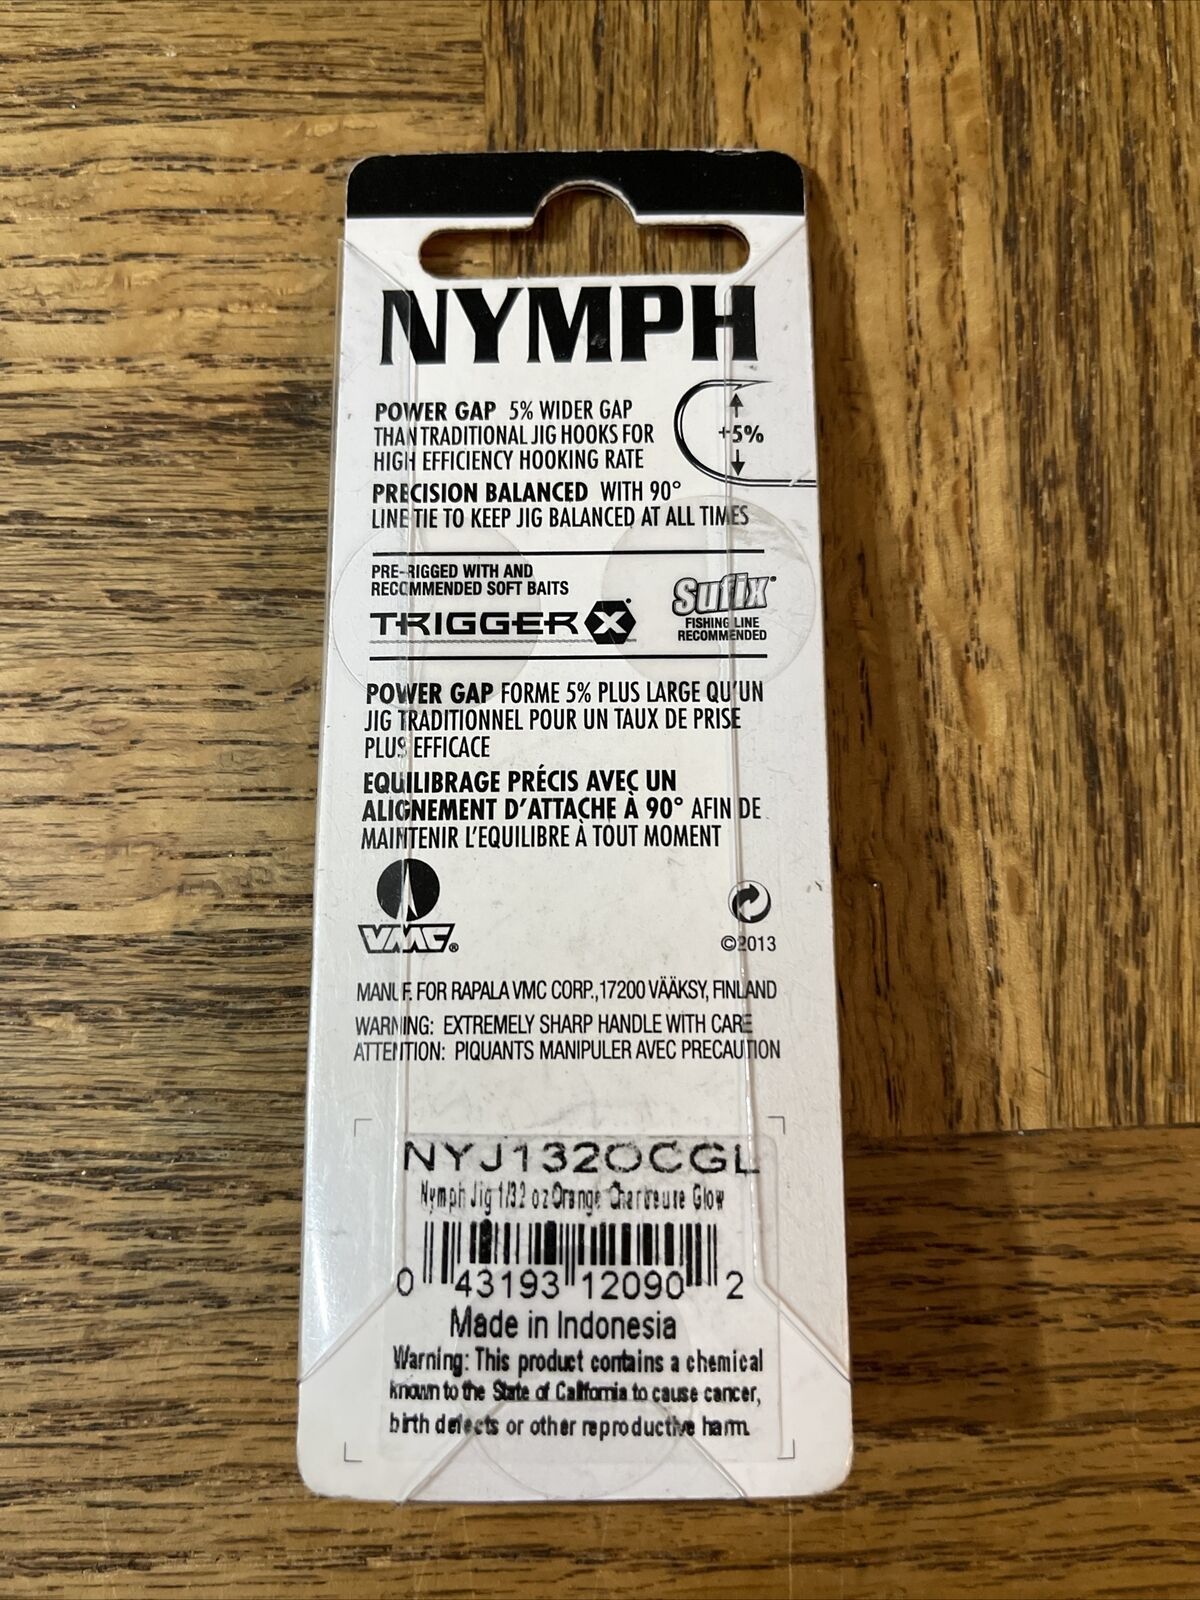 NYMPH
POWER GAP 5% WIDER GAP
THAN TRADITIONAL JIG HOOKS FOR
HIGH EFFICIENCY HOOKING RATE
+5%
PRECISION BALANCED WITH 90°
LINE TIE TO KEEP JIG BALANCED AT ALL TIMES
PRE-RIGGED WITH AND
RECOMMENDED SOFT BAITS
TRIGGER X
Sufix
FISHING LINE
RECOMMENDED
POWER GAP FORME 5% PLUS LARGE QU'UN
JIG TRADITIONNEL POUR UN TAUX DE PRISE
PLUS EFFICACE
EQUILIBRAGE PRÉCIS AVEC UN
ALIGNEMENT D'ATTACHE À 90° AFIN DE
MAINTENIR L'EQUILIBRE À TOUT MOMENT
VMC®
©2013
MANUF. FOR RAPALA VMC CORP., 17200 VÄÄKSY, FINLAND
WARNING: EXTREMELY SHARP HANDLE WITH CARE
ATTENTION: PIQUANTS MANIPULER AVEC PRECAUTION
NYJ132OCGL
Nymph Jig 1/32 oz Orange Chartreuse Glow
0 43193 12090 2
Made in Indonesia
Warning: This product contains a chemical
known to the State of California to cause cancer,
birth defects or other reproductive harm.